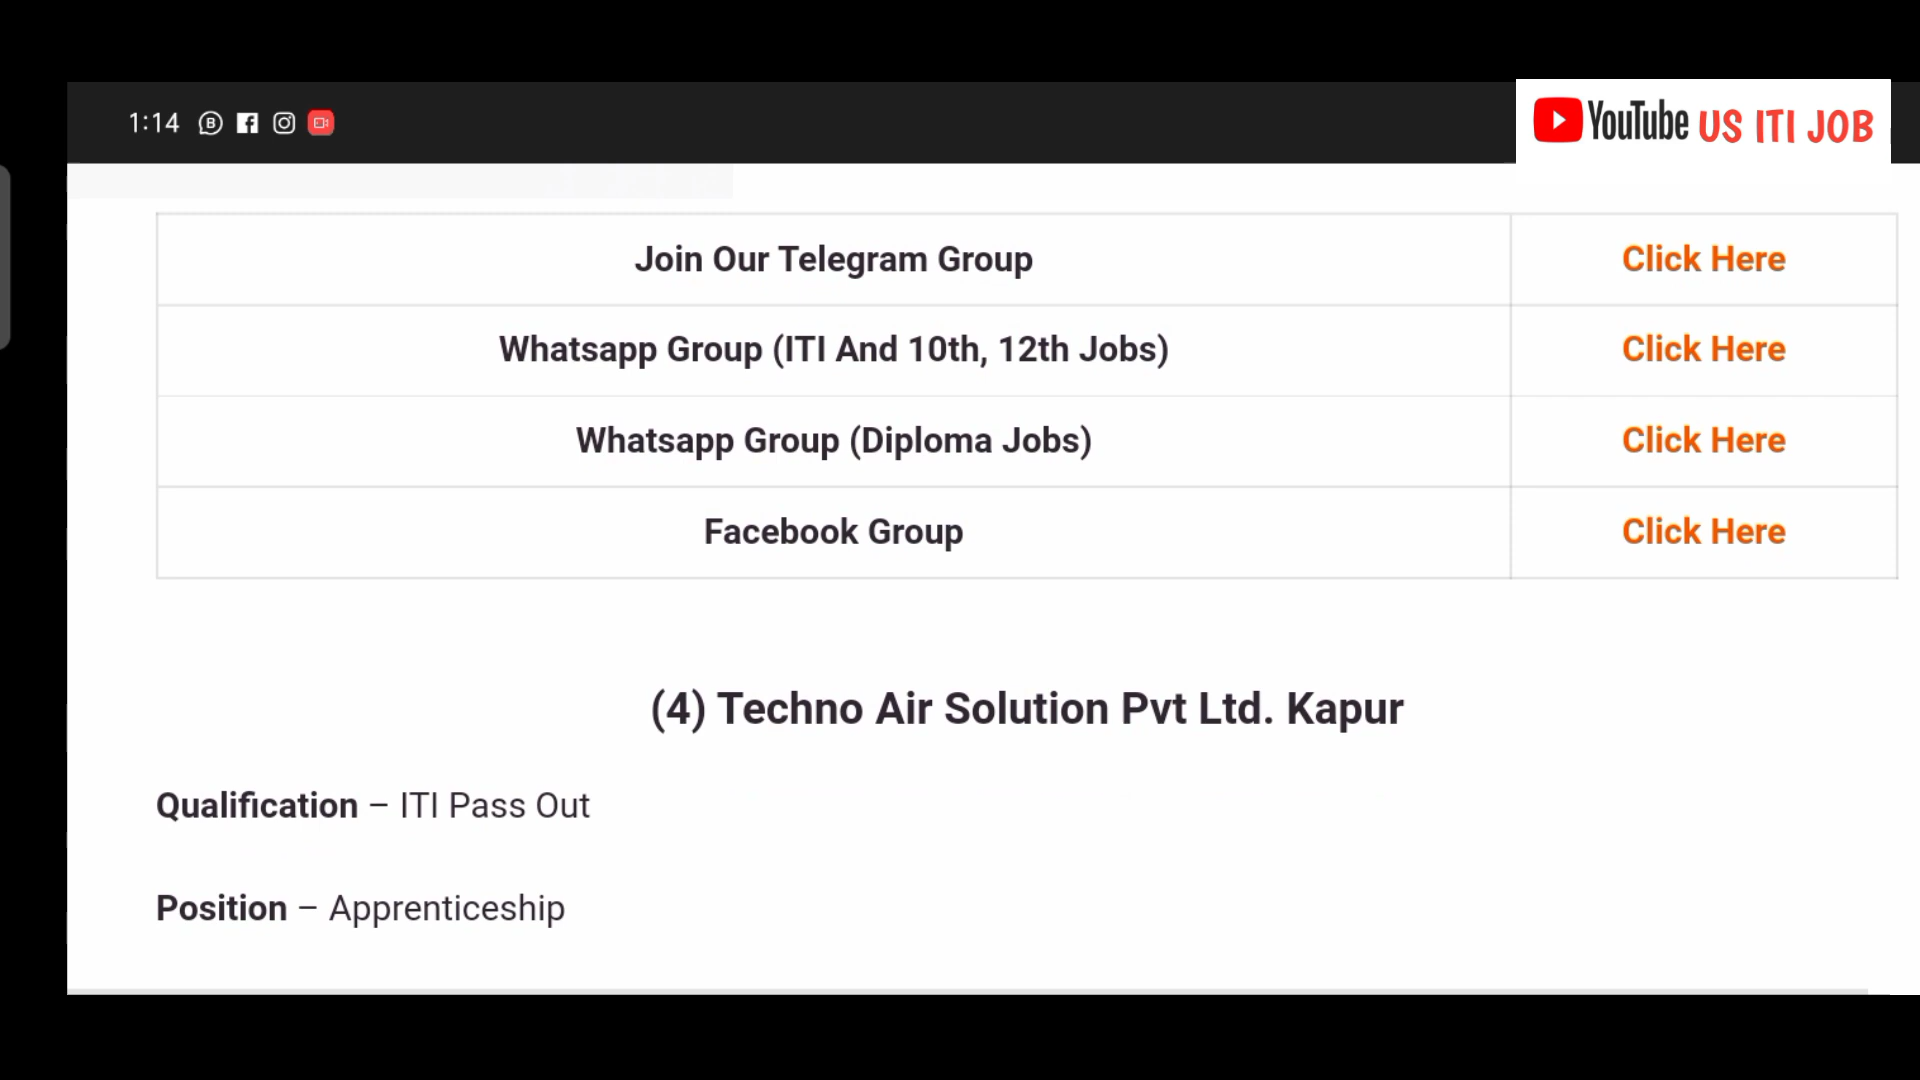 1:14
YouTube US ITI JOB
Join Our Telegram Group Click Here
Whatsapp Group (ITI And 10th, 12th Jobs) Click Here
Whatsapp Group (Diploma Jobs) Click Here
Facebook Group Click Here
(4) Techno Air Solution Pvt Ltd. Kapur
Qualification – ITI Pass Out
Position – Apprenticeship